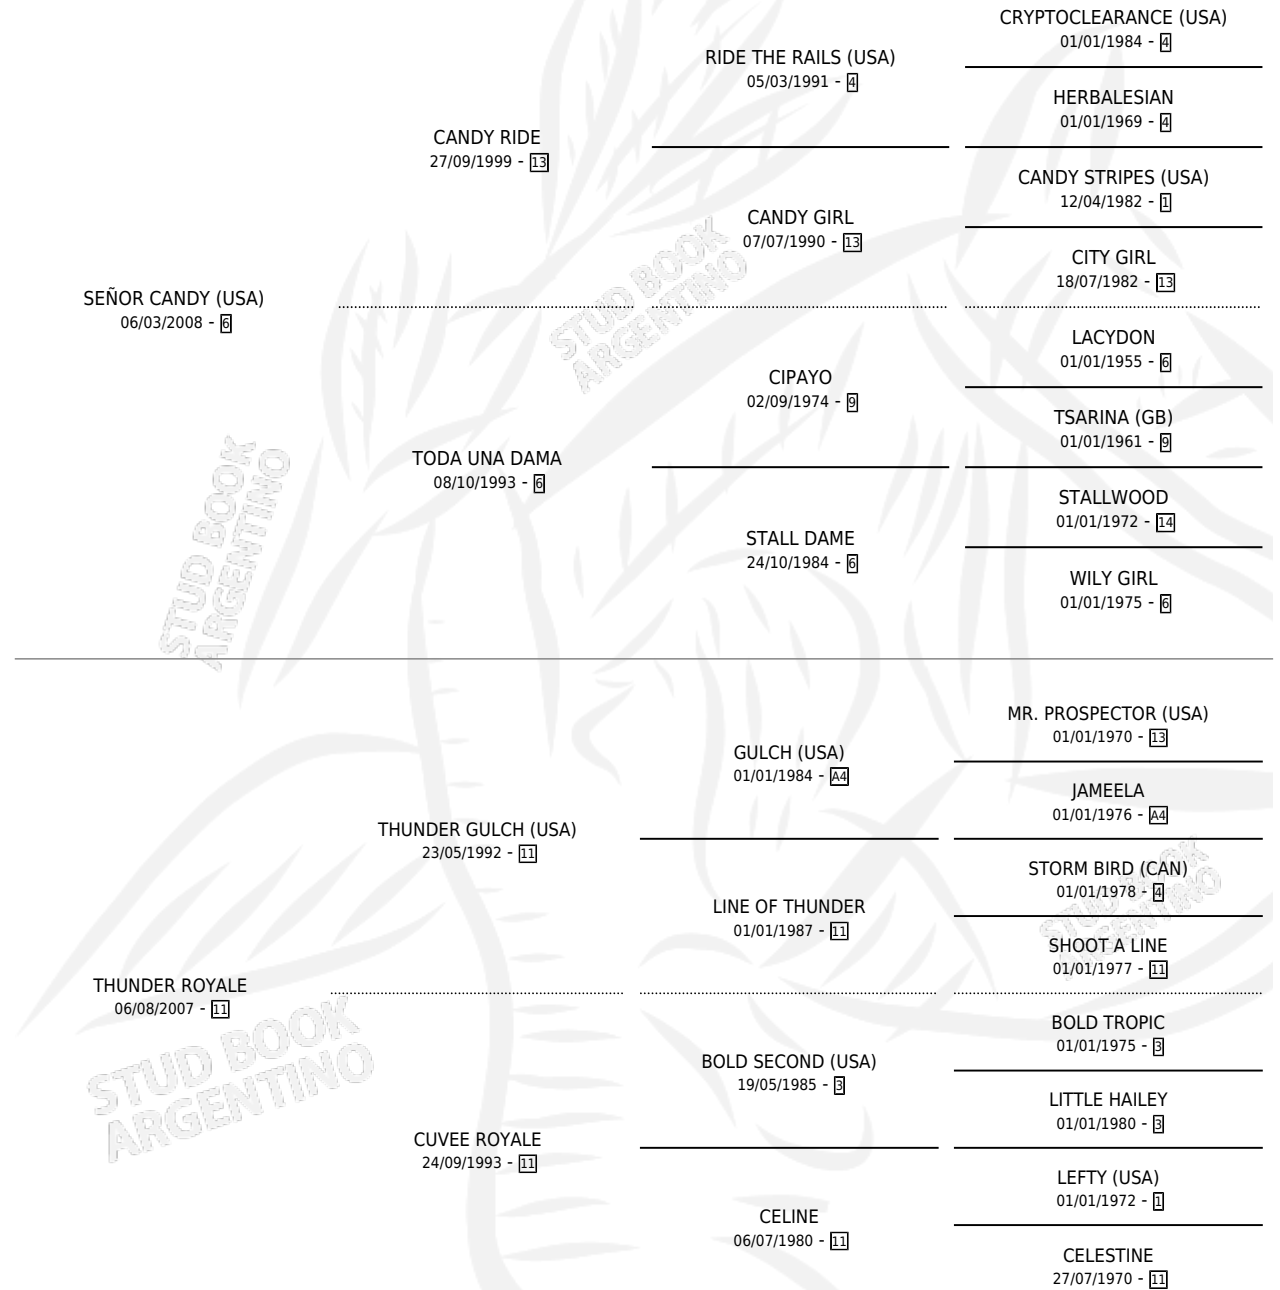 CRYPTOCLEARANCE (USA)
01/01/1984 - 4
RIDE THE RAILS (USA)
05/03/1991 - 4
HERBALESIAN
01/01/1969 - 4
CANDY RIDE
27/09/1999 - 13
CANDY STRIPES (USA)
12/04/1982 - 1
CANDY GIRL
07/07/1990 - 13
CITY GIRL
18/07/1982 - 13
SEÑOR CANDY (USA)
06/03/2008 - 6
LACYDON
01/01/1955 - 6
CIPAYO
02/09/1974 - 9
TSARINA (GB)
01/01/1961 - 9
TODA UNA DAMA
08/10/1993 - 6
STALLWOOD
01/01/1972 - 14
STALL DAME
24/10/1984 - 6
WILY GIRL
01/01/1975 - 6
STUD BOOK
ARGENTINO
STUD BOOK
ARGENTINO
MR. PROSPECTOR (USA)
01/01/1970 - 13
GULCH (USA)
01/01/1984 - A4
JAMEELA
01/01/1976 - A4
THUNDER GULCH (USA)
23/05/1992 - 11
STORM BIRD (CAN)
01/01/1978 - 4
LINE OF THUNDER
01/01/1987 - 11
SHOOT A LINE
01/01/1977 - 11
THUNDER ROYALE
06/08/2007 - 11
BOLD TROPIC
01/01/1975 - 3
BOLD SECOND (USA)
19/05/1985 - 3
LITTLE HAILEY
01/01/1980 - 3
CUVEE ROYALE
24/09/1993 - 11
LEFTY (USA)
01/01/1972 - 1
CELINE
06/07/1980 - 11
CELESTINE
27/07/1970 - 11
STUD BOOK
ARGENTINO
STUD BOOK
ARGENTINO